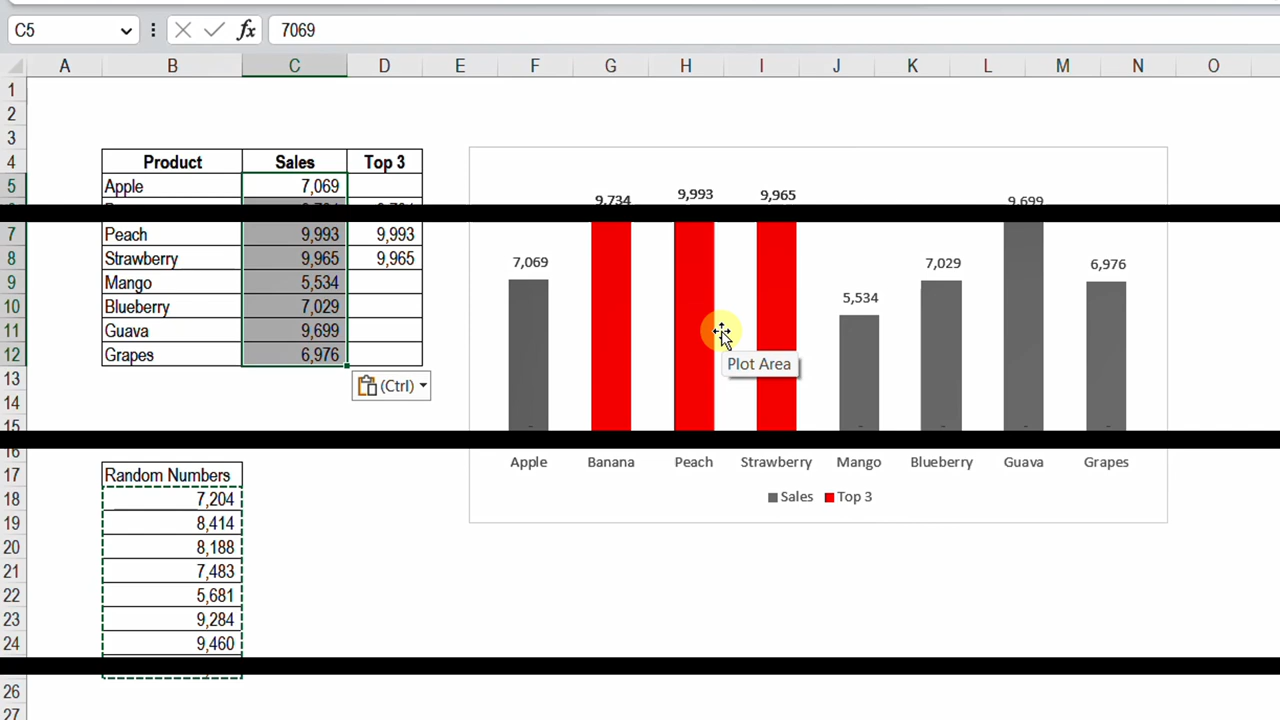 C5 fx 7069
A B C D E F G H I J K L M N O
1
2
3
4 Product Sales Top 3
5 Apple 7,069
7 Peach 9,993 9,993
8 Strawberry 9,965 9,965
9 Mango 5,534
10 Blueberry 7,029
11 Guava 9,699
12 Grapes 6,976
13
14
15
16
17 Random Numbers
18 7,204
19 8,414
20 8,188
21 7,483
22 5,681
23 9,284
24 9,460
26
27
(Ctrl)
7,069 9,734 9,993 9,965 5,534 7,029 9,699 6,976
Plot Area
- - - - -
Apple Banana Peach Strawberry Mango Blueberry Guava Grapes
Sales Top 3